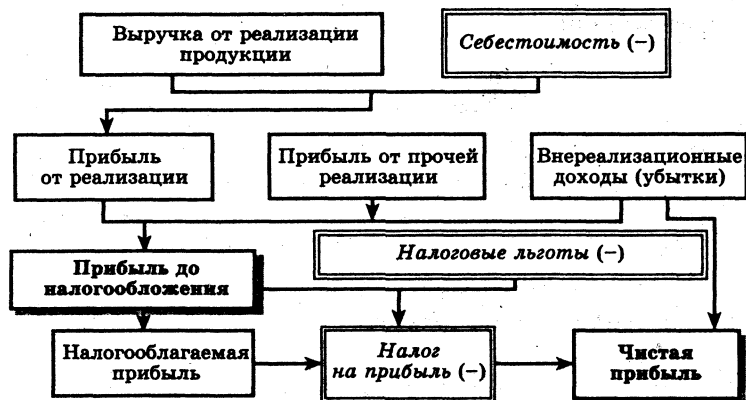 Выручка от реализации
продукции
Себестоимость (–)
Прибыль
от реализации
Прибыль от прочей
реализации
Внереализационные
доходы (убытки)
Налоговые льготы (–)
Прибыль до
налогообложения
Налогооблагаемая
прибыль
Налог
на прибыль (–)
Чистая
прибыль